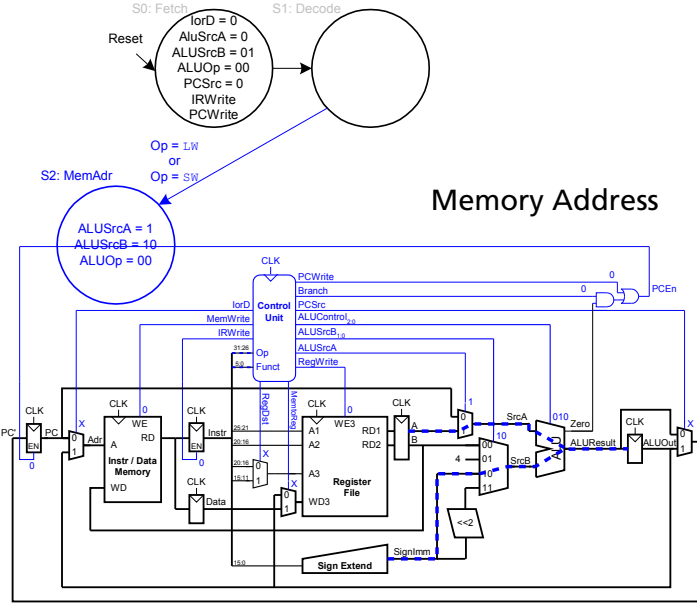 S0: Fetch
S1: Decode
Reset
IorD = 0
AluSrcA = 0
ALUSrcB = 01
ALUOp = 00
PCSrc = 0
IRWrite
PCWrite
Op = LW
or
Op = SW
S2: MemAdr
Memory Address
ALUSrcA = 1
ALUSrcB = 10
ALUOp = 00
CLK
PCWrite
0
Branch
0
PCEn
IorD
Control
Unit
PCSrc
MemWrite
ALUControl2:0
IRWrite
ALUSrcB1:0
31:26
Op
ALUSrcA
5:0
Funct
RegWrite
RegDst
MemtoReg
CLK
CLK
CLK
CLK
CLK
CLK
X
0
0
1
010
10
X
PC'
PC
EN
0
0
1
Adr
A
WE
RD
Instr / Data
Memory
WD
EN
0
Instr
25:21
20:16
A1
A2
WE3
RD1
RD2
A
B
0
1
SrcA
Zero
ALU
ALUResult
ALUOut
0
1
4
00
01
10
11
SrcB
X
X
20:16
15:11
0
1
A3
Register
File
CLK
Data
0
1
WD3
<<2
SignImm
15:0
Sign Extend